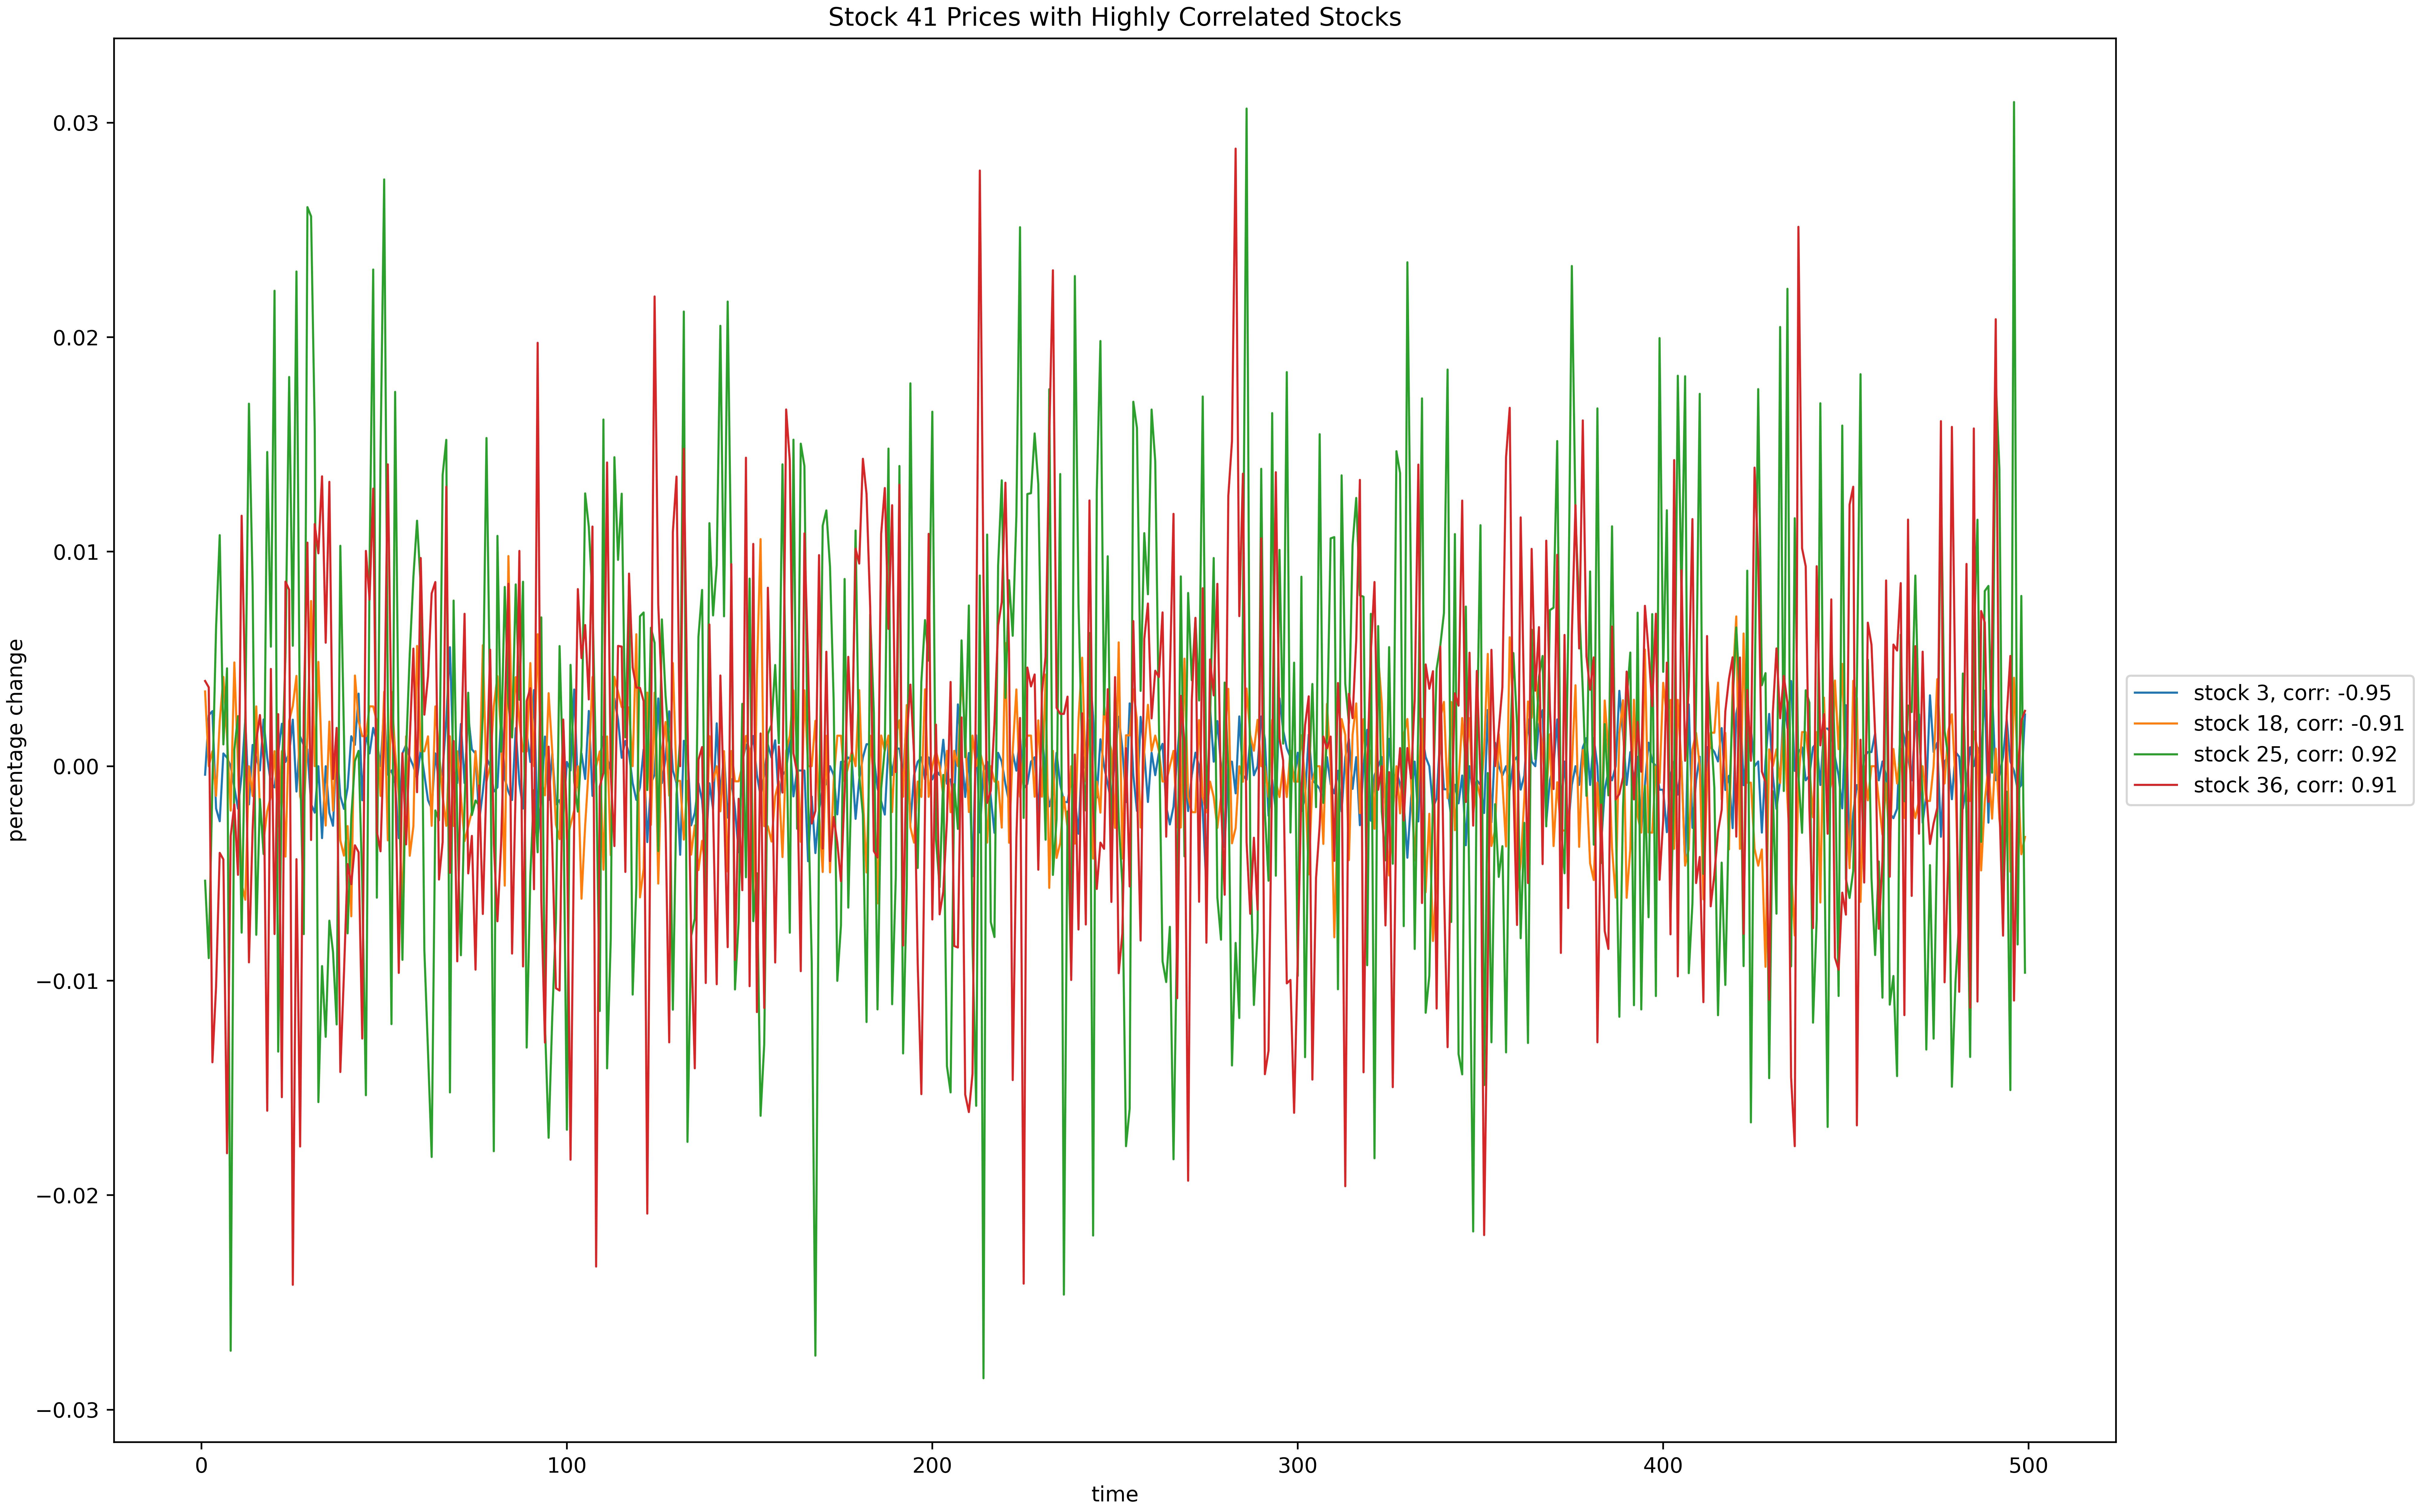 Stock 41 Prices with Highly Correlated Stocks
percentage change
0.03
0.02
0.01
0.00
−0.01
−0.02
−0.03
0 100 200 300 400 500
time
stock 3, corr: -0.95
stock 18, corr: -0.91
stock 25, corr: 0.92
stock 36, corr: 0.91